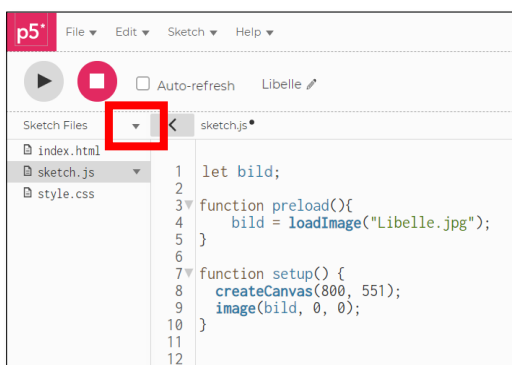 p5* File ▾ Edit ▾ Sketch ▾ Help ▾
Auto-refresh Libelle
Sketch Files ▾ < sketch.js●
index.html
sketch.js ▾
style.css
1 let bild;
2
3▾ function preload(){
4     bild = loadImage("Libelle.jpg");
5 }
6
7▾ function setup() {
8   createCanvas(800, 551);
9   image(bild, 0, 0);
10 }
11
12